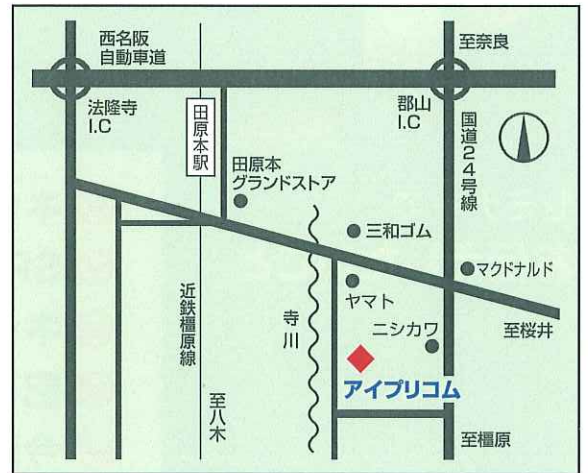 西名阪
自動車道
至奈良
法隆寺
I.C
田原本駅
郡山
I.C
国道24号線
田原本
グランドストア
三和ゴム
マクドナルド
ヤマト
近鉄橿原線
寺川
ニシカワ
至桜井
アイプリコム
至八木
至橿原